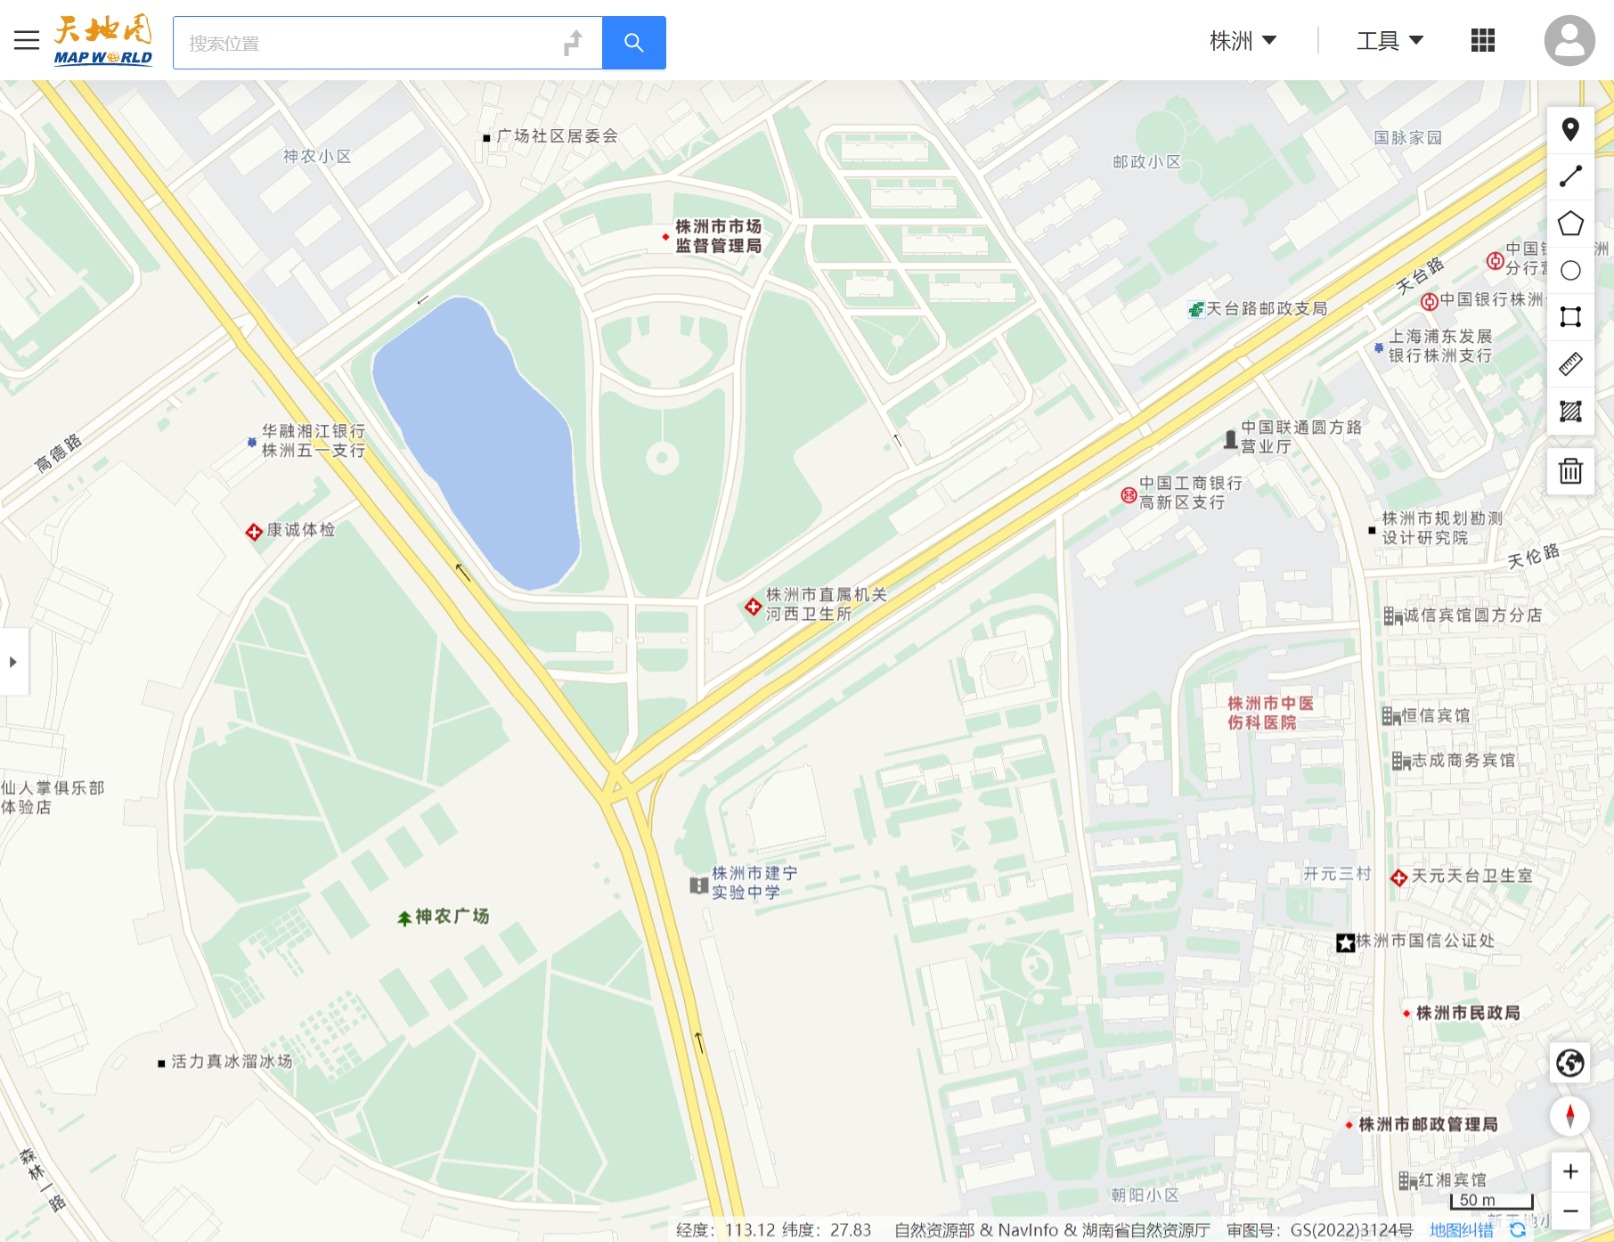 天地图
MAP WORLD
搜索位置
株洲
工具
广场社区居委会
神农小区
国脉家园
邮政小区
株洲市市场
监督管理局
中国银
分行营
洲
天台路
中国银行株洲
天台路邮政支局
上海浦东发展
银行株洲支行
华融湘江银行
株洲五一支行
高德路
中国联通圆方路
营业厅
中国工商银行
高新区支行
康诚体检
株洲市规划勘测
设计研究院
天伦路
株洲市直属机关
河西卫生所
诚信宾馆圆方分店
株洲市中医
伤科医院
恒信宾馆
志成商务宾馆
仙人掌俱乐部
体验店
株洲市建宁
实验中学
开元三村
天元天台卫生室
神农广场
株洲市国信公证处
株洲市民政局
活力真冰溜冰场
株洲市邮政管理局
森林一路
红湘宾馆
朝阳小区
50 m
经度：113.12 纬度：27.83 自然资源部 & NavInfo & 湖南省自然资源厅 审图号：GS(2022)3124号 地图纠错